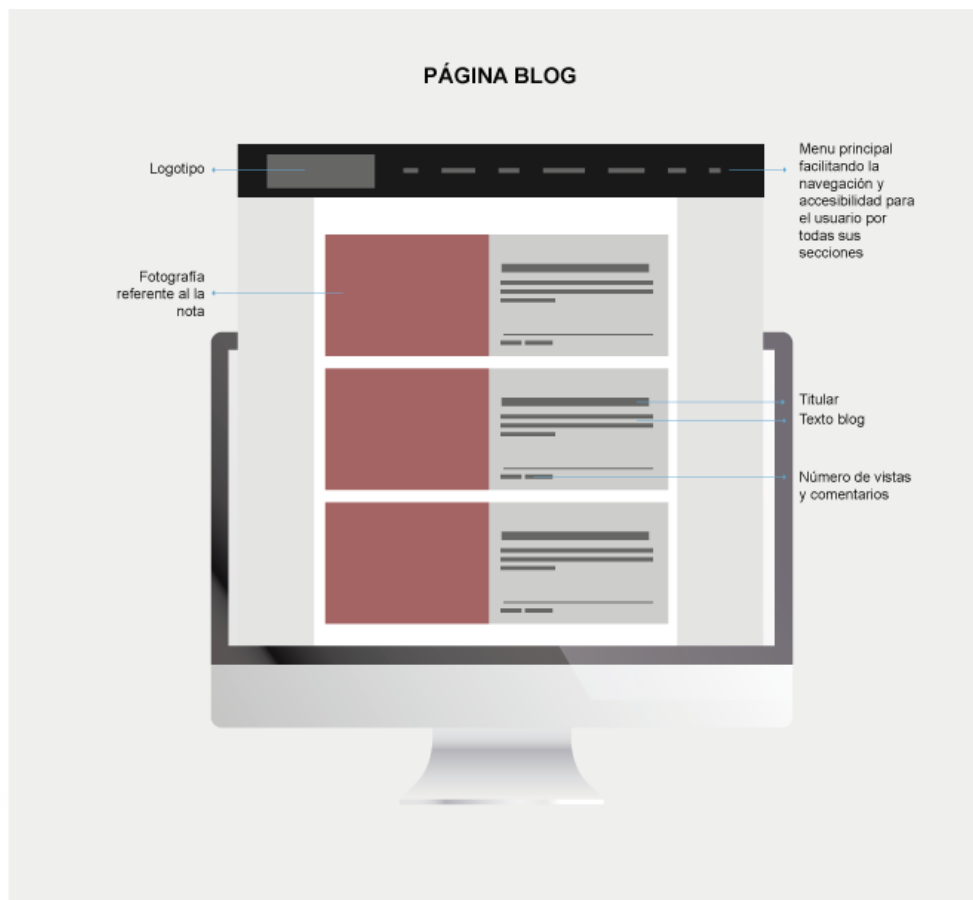 PÁGINA BLOG
Logotipo
Menu principal
facilitando la
navegación y
accesibilidad para
el usuario por
todas sus
secciones
Fotografía
referente al la
nota
Titular
Texto blog
Número de vistas
y comentarios